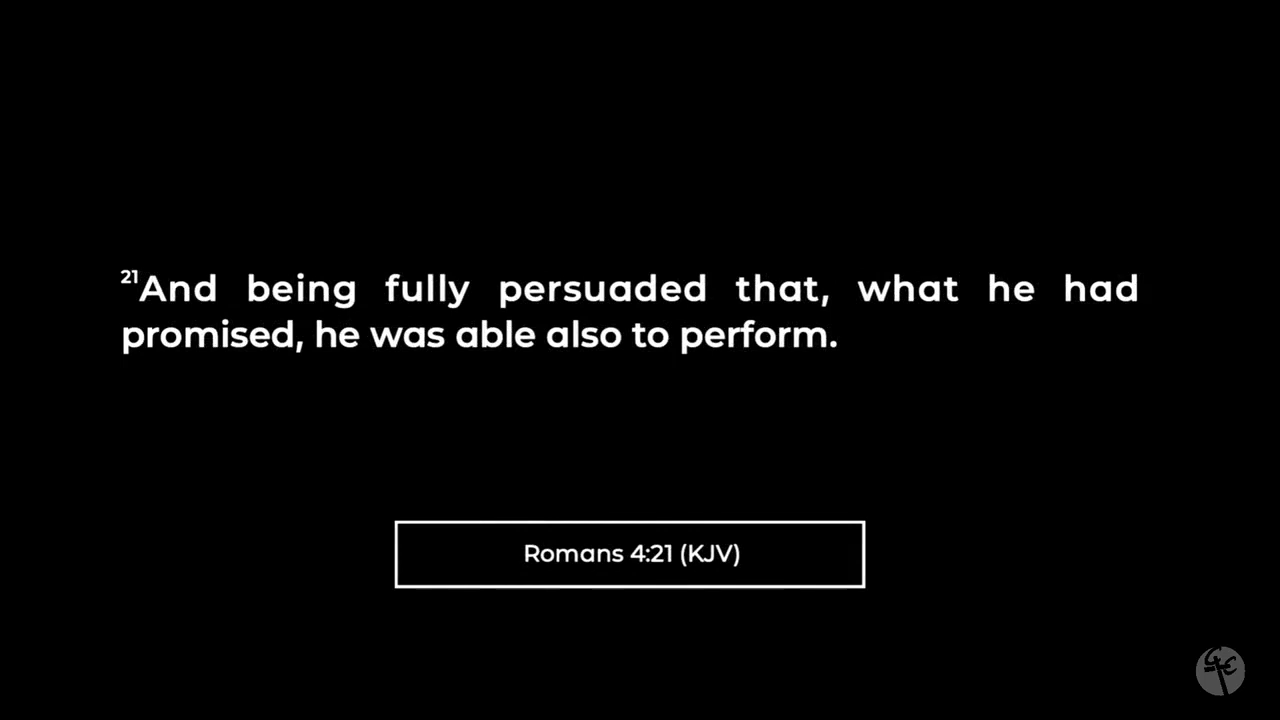 21And being fully persuaded that, what he had
promised, he was able also to perform.
Romans 4:21 (KJV)